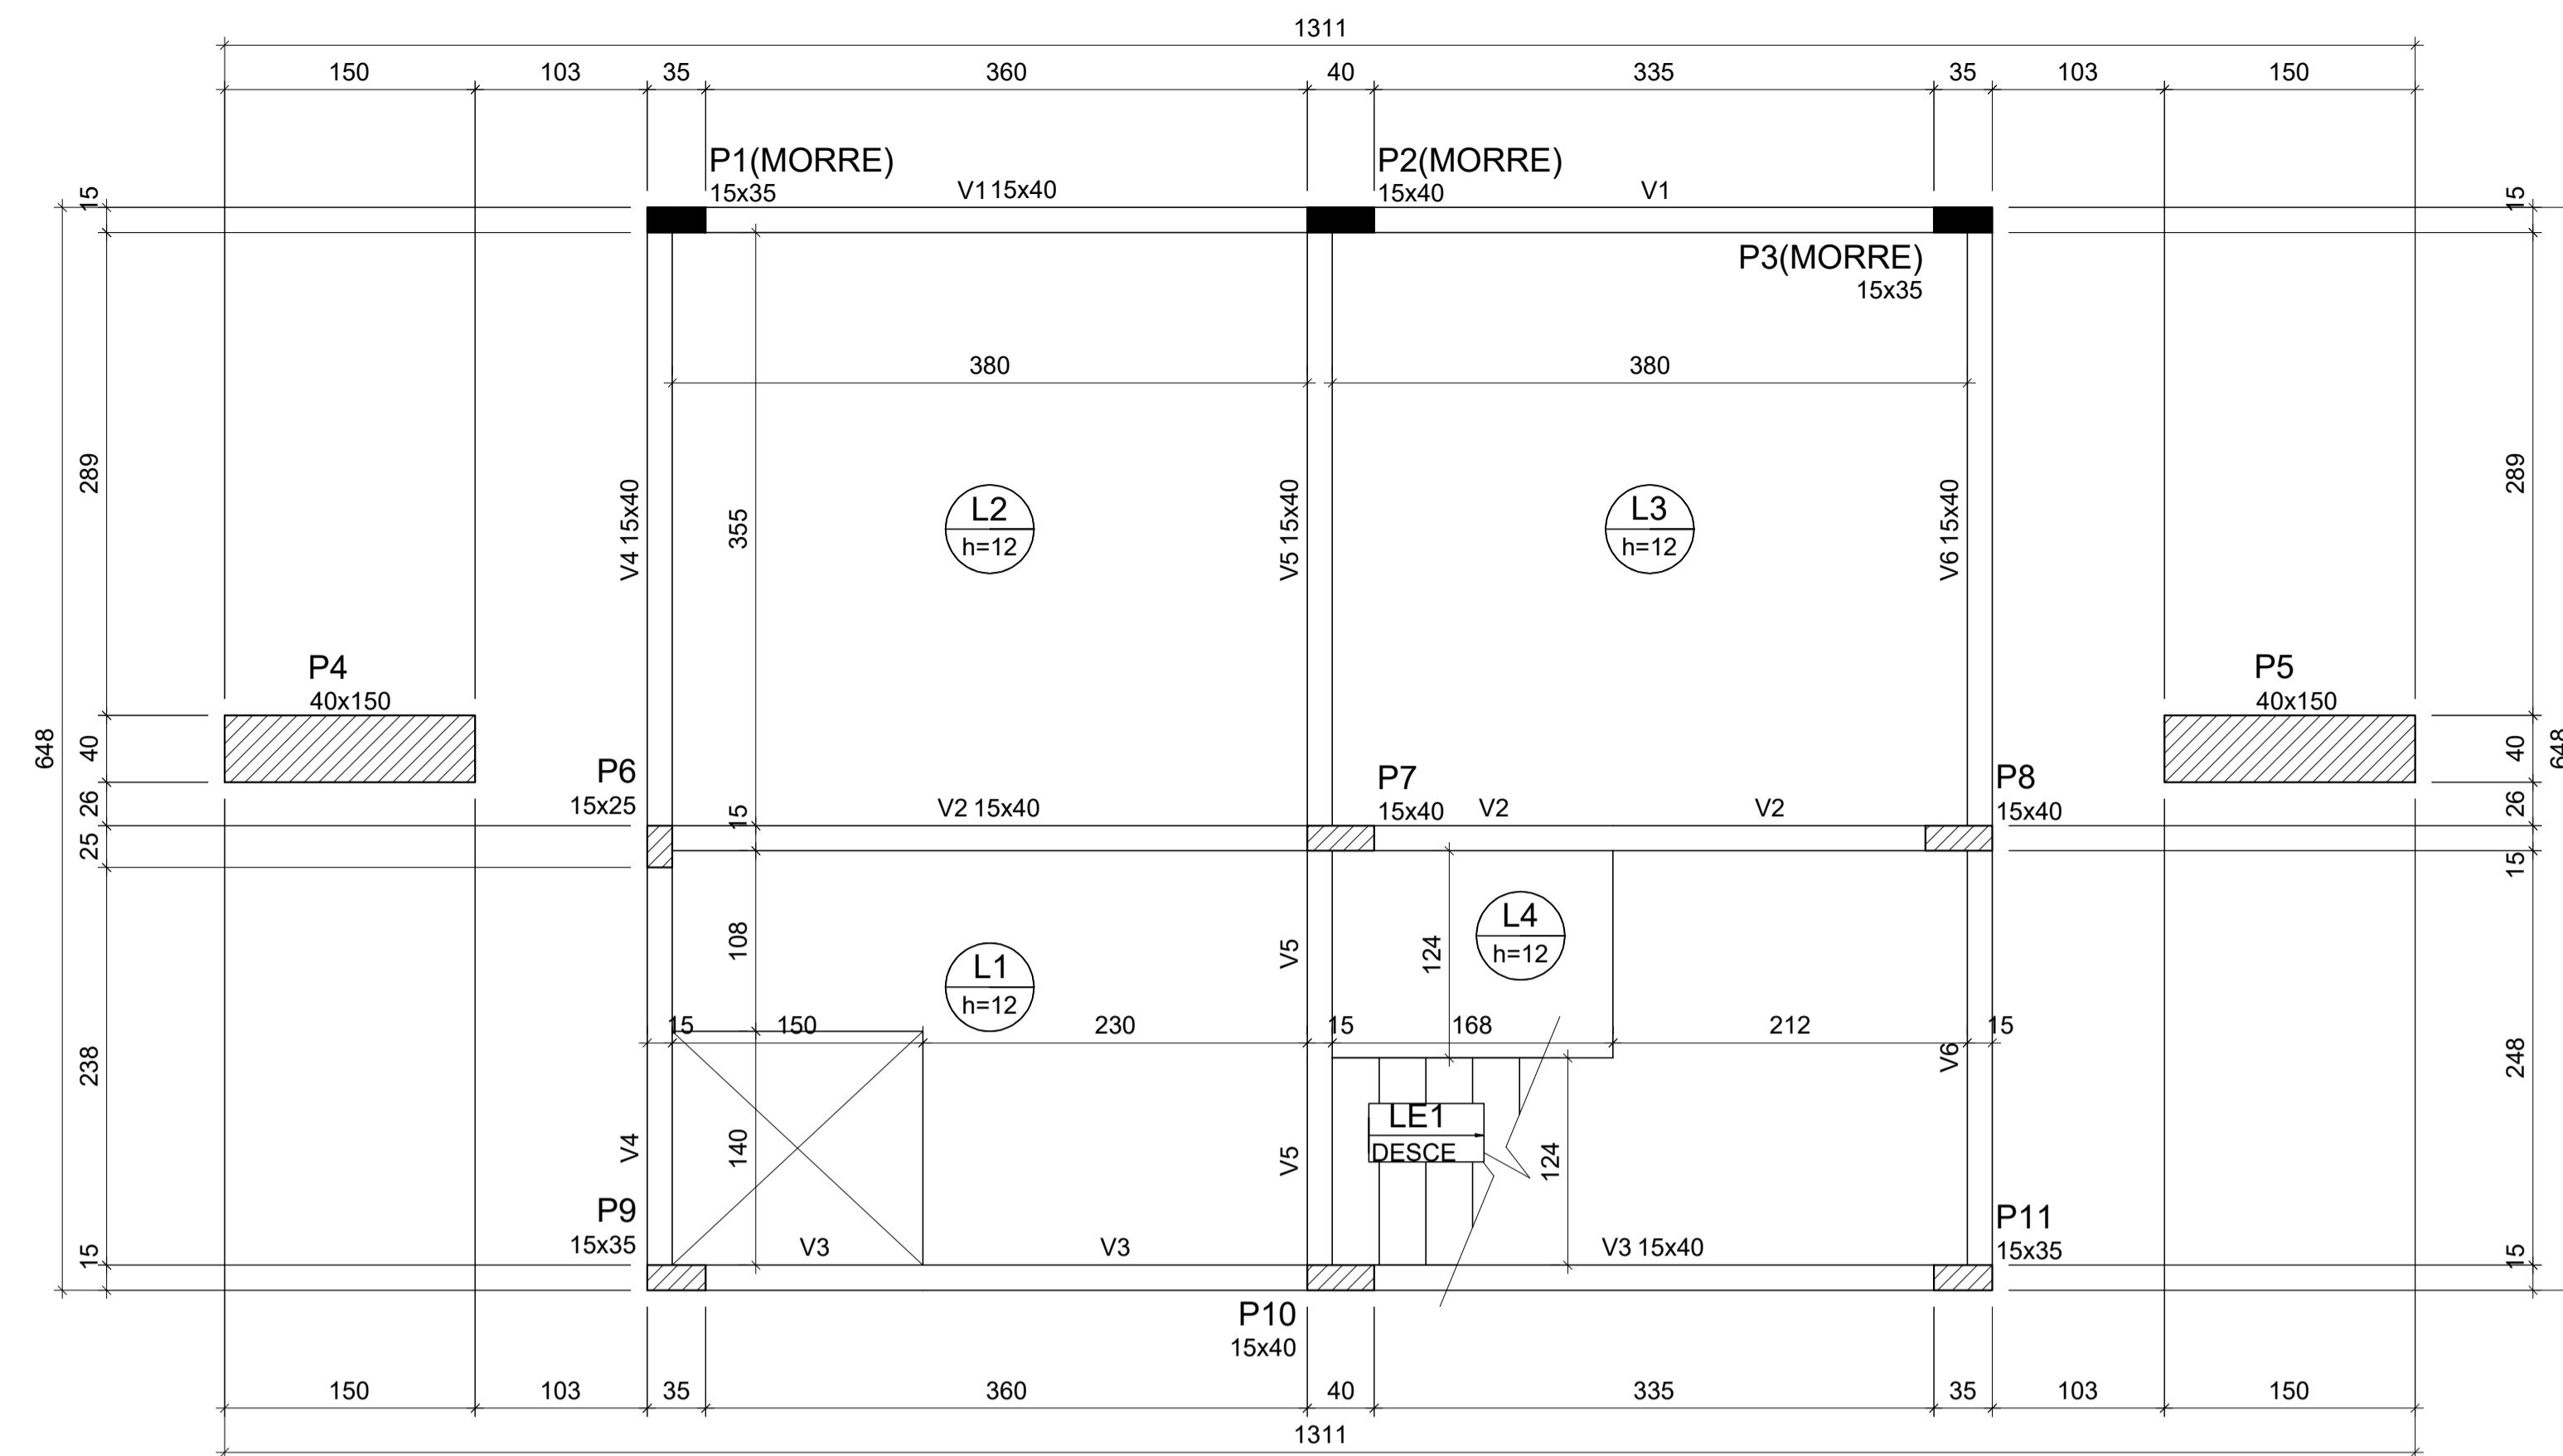 1311
150 103 35 360 40 335 35 103 150
P1(MORRE)
15x35
V1 15x40
P2(MORRE)
15x40
V1
15
15
P3(MORRE)
15x35
380
380
289
V4 15x40
355
L2
h=12
V5 15x40
L3
h=12
V6 15x40
289
P4
40x150
P5
40x150
648
40
40
648
P6
15x25
P7
15x40
P8
15x40
26
15
V2 15x40
V2
V2
26
25
15
108
V5
124
L4
h=12
L1
h=12
15 150 230 15 168 212 15
238
V6
248
V4
140
V5
LE1
DESCE
124
P9
15x35
P11
15x35
15
V3
V3
V3 15x40
15
P10
15x40
150 103 35 360 40 335 35 103 150
1311